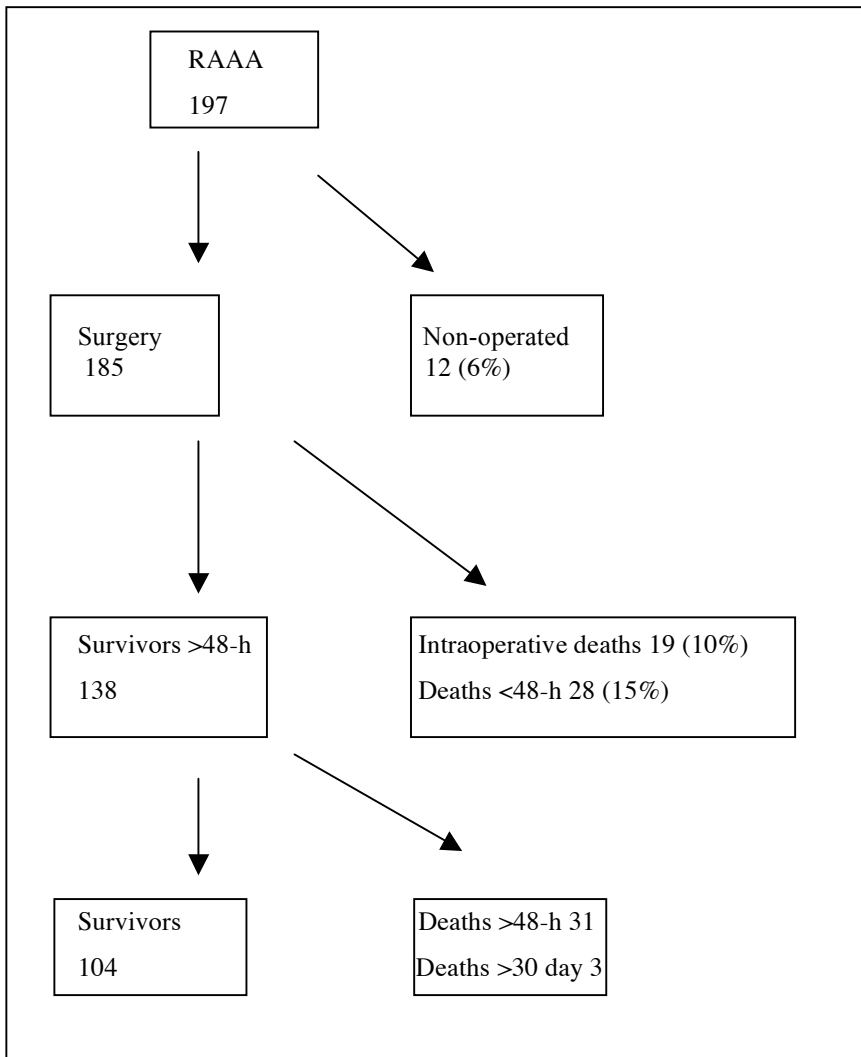 RAAA
197
Surgery
185
Non-operated
12 (6%)
Survivors >48-h
138
Intraoperative deaths 19 (10%)
Deaths <48-h 28 (15%)
Survivors
104
Deaths >48-h 31
Deaths >30 day 3